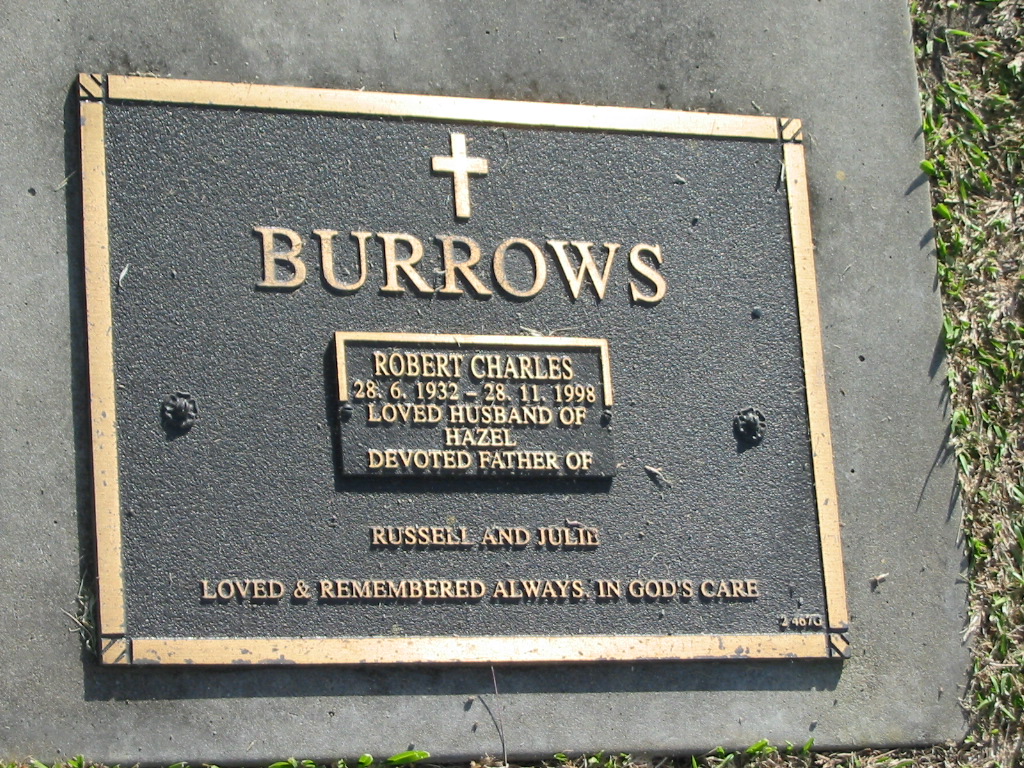 BURROWS
ROBERT CHARLES
28. 6. 1932 – 28. 11. 1998
LOVED HUSBAND OF
HAZEL
DEVOTED FATHER OF
RUSSELL AND JULIE
LOVED & REMEMBERED ALWAYS. IN GOD'S CARE